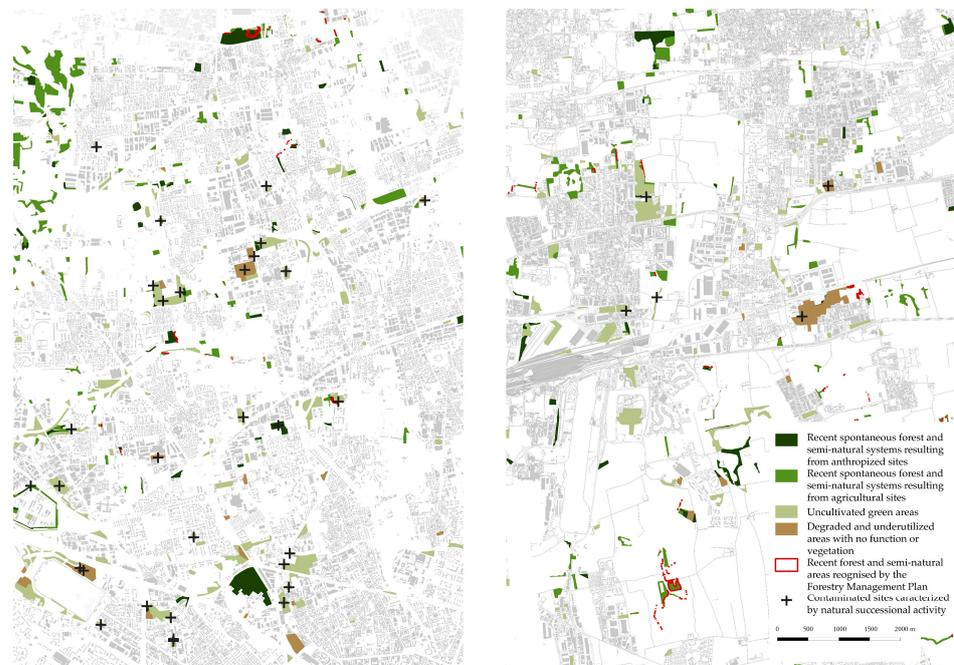 Recent spontaneous forest and
semi-natural systems resulting
from anthropized sites
Recent spontaneous forest and
semi-natural systems resulting
from agricultural sites
Uncultivated green areas
Degraded and underutilized
areas with no function or
vegetation
Recent forest and semi-natural
areas reognised by the
Forestry Management Plan
Contaminated sites caracterized
by natural successional activity
0 500 1000 1500 2000 m